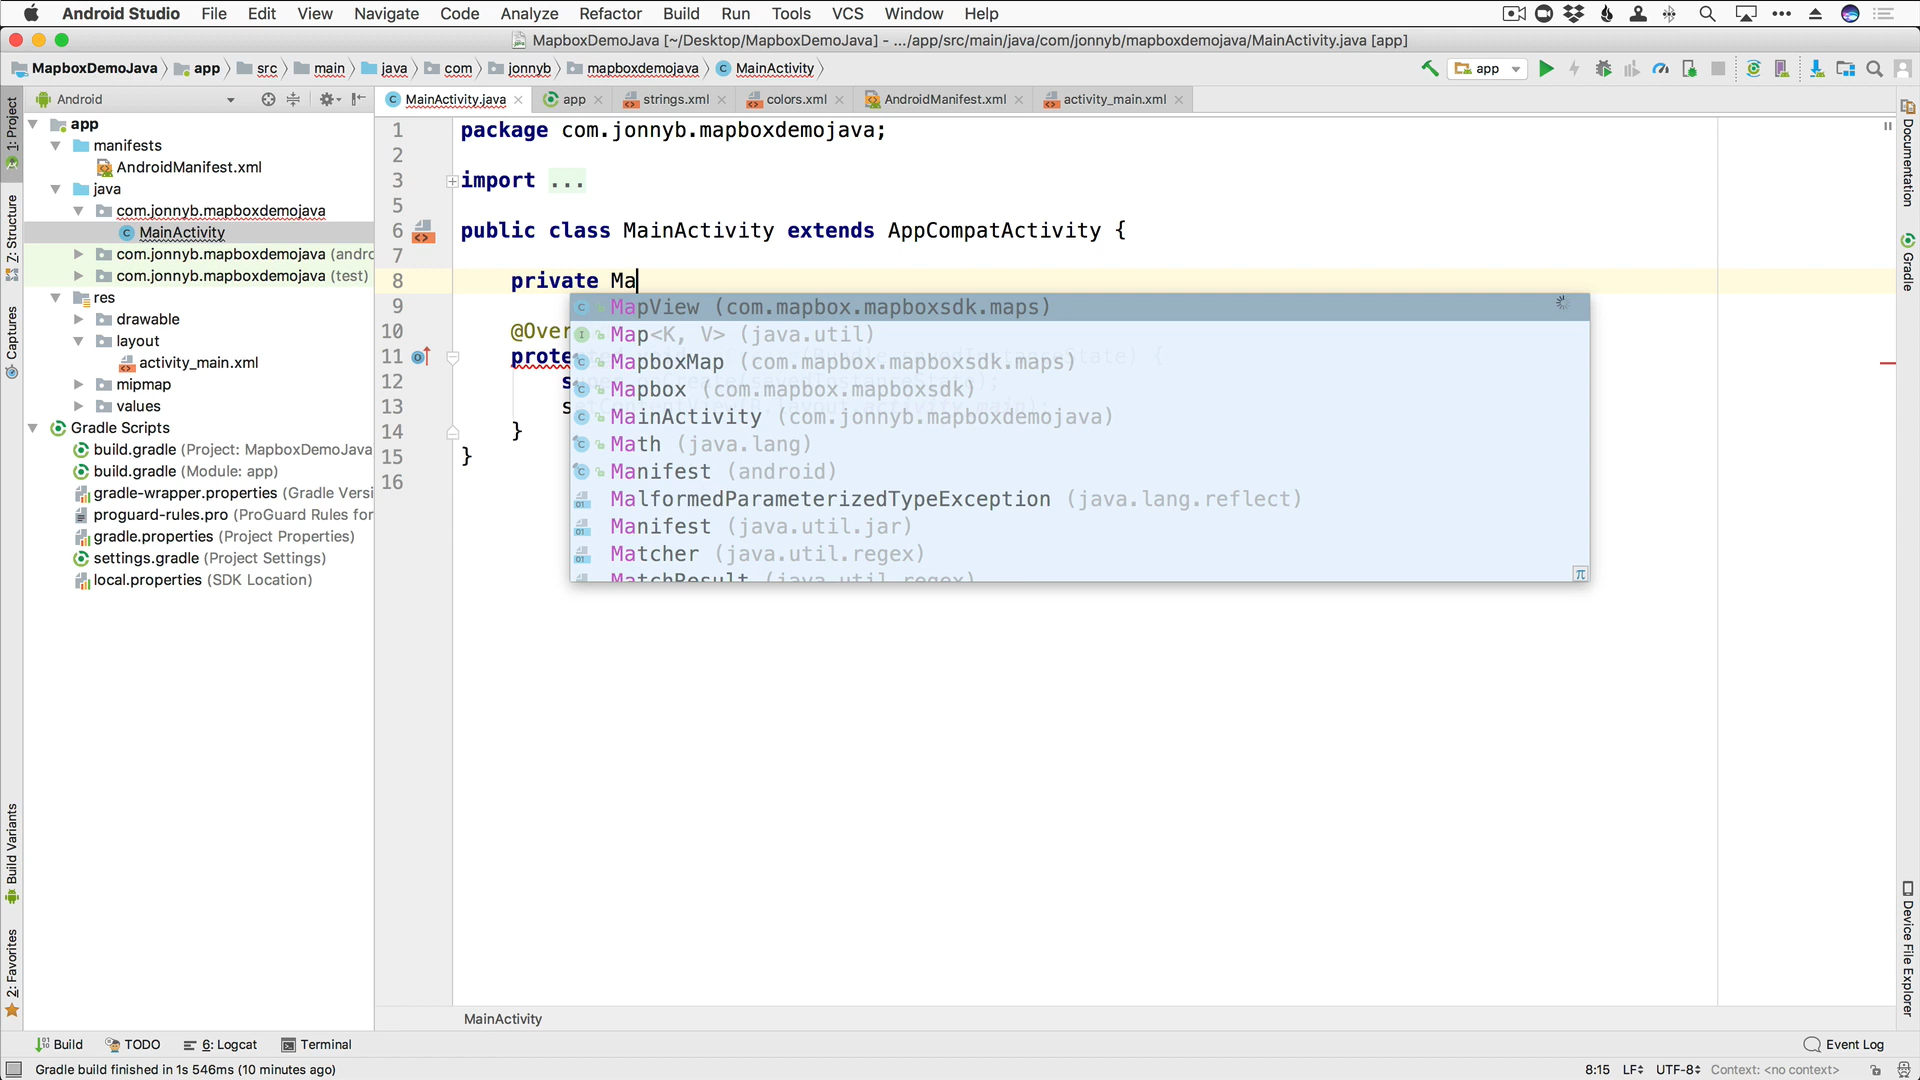 Android Studio File Edit View Navigate Code Analyze Refactor Build Run Tools VCS Window Help
MapboxDemoJava [~/Desktop/MapboxDemoJava] - .../app/src/main/java/com/jonnyb/mapboxdemojava/MainActivity.java [app]
MapboxDemoJava app src main java com jonnyb mapboxdemojava MainActivity
app
Android
MainActivity.java app strings.xml colors.xml AndroidManifest.xml activity_main.xml
1: Project
Z: Structure
Captures
Build Variants
2: Favorites
app
manifests
AndroidManifest.xml
java
com.jonnyb.mapboxdemojava
MainActivity
com.jonnyb.mapboxdemojava (andro
com.jonnyb.mapboxdemojava (test)
res
drawable
layout
activity_main.xml
mipmap
values
Gradle Scripts
build.gradle (Project: MapboxDemoJava
build.gradle (Module: app)
gradle-wrapper.properties (Gradle Versi
proguard-rules.pro (ProGuard Rules for
gradle.properties (Project Properties)
settings.gradle (Project Settings)
local.properties (SDK Location)
1 package com.jonnyb.mapboxdemojava;
2
3 import ...
5
6 public class MainActivity extends AppCompatActivity {
7
8 private Ma
9
10 @Over
11 prote
12 s
13 s
14 }
15 }
16
MapView (com.mapbox.mapboxsdk.maps)
Map<K, V> (java.util)
MapboxMap (com.mapbox.mapboxsdk.maps)
Mapbox (com.mapbox.mapboxsdk)
MainActivity (com.jonnyb.mapboxdemojava)
Math (java.lang)
Manifest (android)
MalformedParameterizedTypeException (java.lang.reflect)
Manifest (java.util.jar)
Matcher (java.util.regex)
MatchResult (java.util.regex)
π
Documentation
Gradle
Device File Explorer
MainActivity
Build TODO 6: Logcat Terminal Event Log
Gradle build finished in 1s 546ms (10 minutes ago) 8:15 LF UTF-8 Context: <no context>